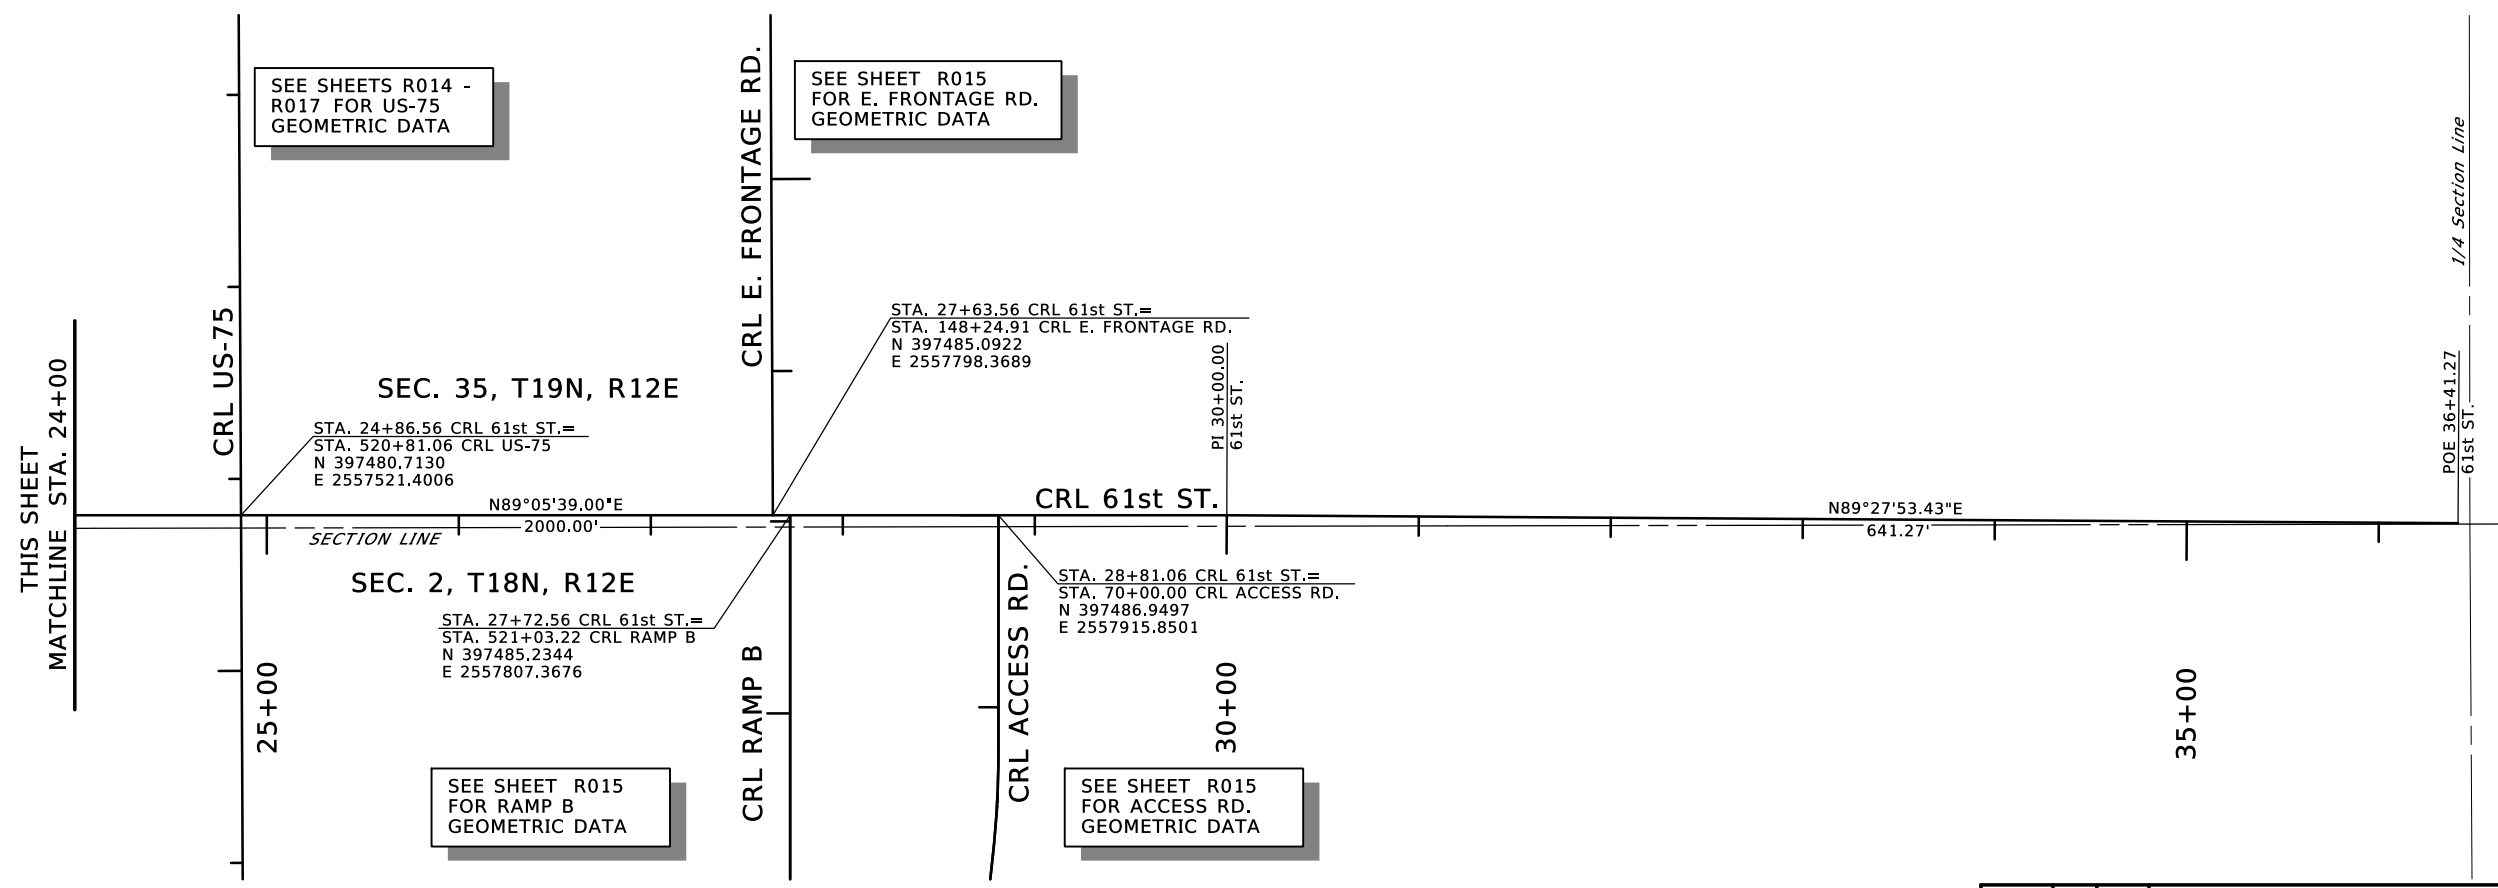 SEE SHEETS R014 -
R017 FOR US-75
GEOMETRIC DATA
SEE SHEET R015
FOR E. FRONTAGE RD.
GEOMETRIC DATA
CRL E. FRONTAGE RD.
1/4 Section Line
CRL US-75
THIS SHEET
MATCHLINE STA. 24+00
SEC. 35, T19N, R12E
STA. 27+63.56 CRL 61st ST.=
STA. 148+24.91 CRL E. FRONTAGE RD.
N 397485.0922
E 2557798.3689
PI 30+00.00
61st ST.
POE 36+41.27
61st ST.
STA. 24+86.56 CRL 61st ST.=
STA. 520+81.06 CRL US-75
N 397480.7130
E 2557521.4006
N89°05'39.00"E
2000.00'
CRL 61st ST.
N89°27'53.43"E
641.27'
SECTION LINE
SEC. 2, T18N, R12E
STA. 27+72.56 CRL 61st ST.=
STA. 521+03.22 CRL RAMP B
N 397485.2344
E 2557807.3676
STA. 28+81.06 CRL 61st ST.=
STA. 70+00.00 CRL ACCESS RD.
N 397486.9497
E 2557915.8501
25+00
CRL RAMP B
CRL ACCESS RD.
30+00
35+00
SEE SHEET R015
FOR RAMP B
GEOMETRIC DATA
SEE SHEET R015
FOR ACCESS RD.
GEOMETRIC DATA